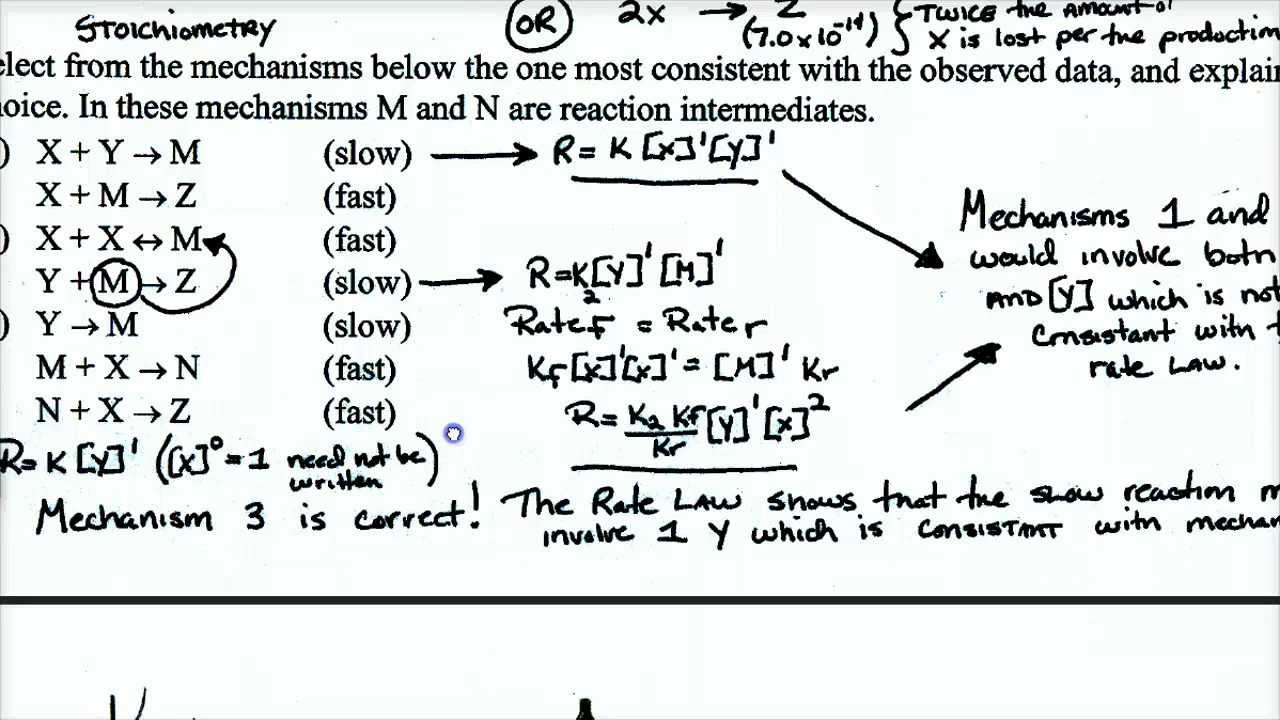 Stoichiometry
OR
2x → Z
(7.0x10⁻¹⁴)
TWICE the AMOUNT of
X is lost per the production
elect from the mechanisms below the one most consistent with the observed data, and explain
oice. In these mechanisms M and N are reaction intermediates.
) X + Y → M (slow) → R = K [X]¹[Y]¹
X + M → Z (fast)
) X + X ↔ M (fast)
Y + M → Z (slow) → R=K₂[Y]¹[M]¹
) Y → M (slow) Rate f = Rate r
M + X → N (fast) Kf[X]¹[X]¹ = [M]¹ Kr
N + X → Z (fast) R = K₂ Kf/Kr [Y]¹[X]²
Mechanisms 1 and
would involve both
AND [Y] which is not
Consistant with t
rate LAW.
R= K [Y]¹ ([X]⁰ = 1 need not be written)
Mechanism 3 is correct!
The Rate LAW shows that the slow reaction m
involve 1 Y which is consistant with mechan